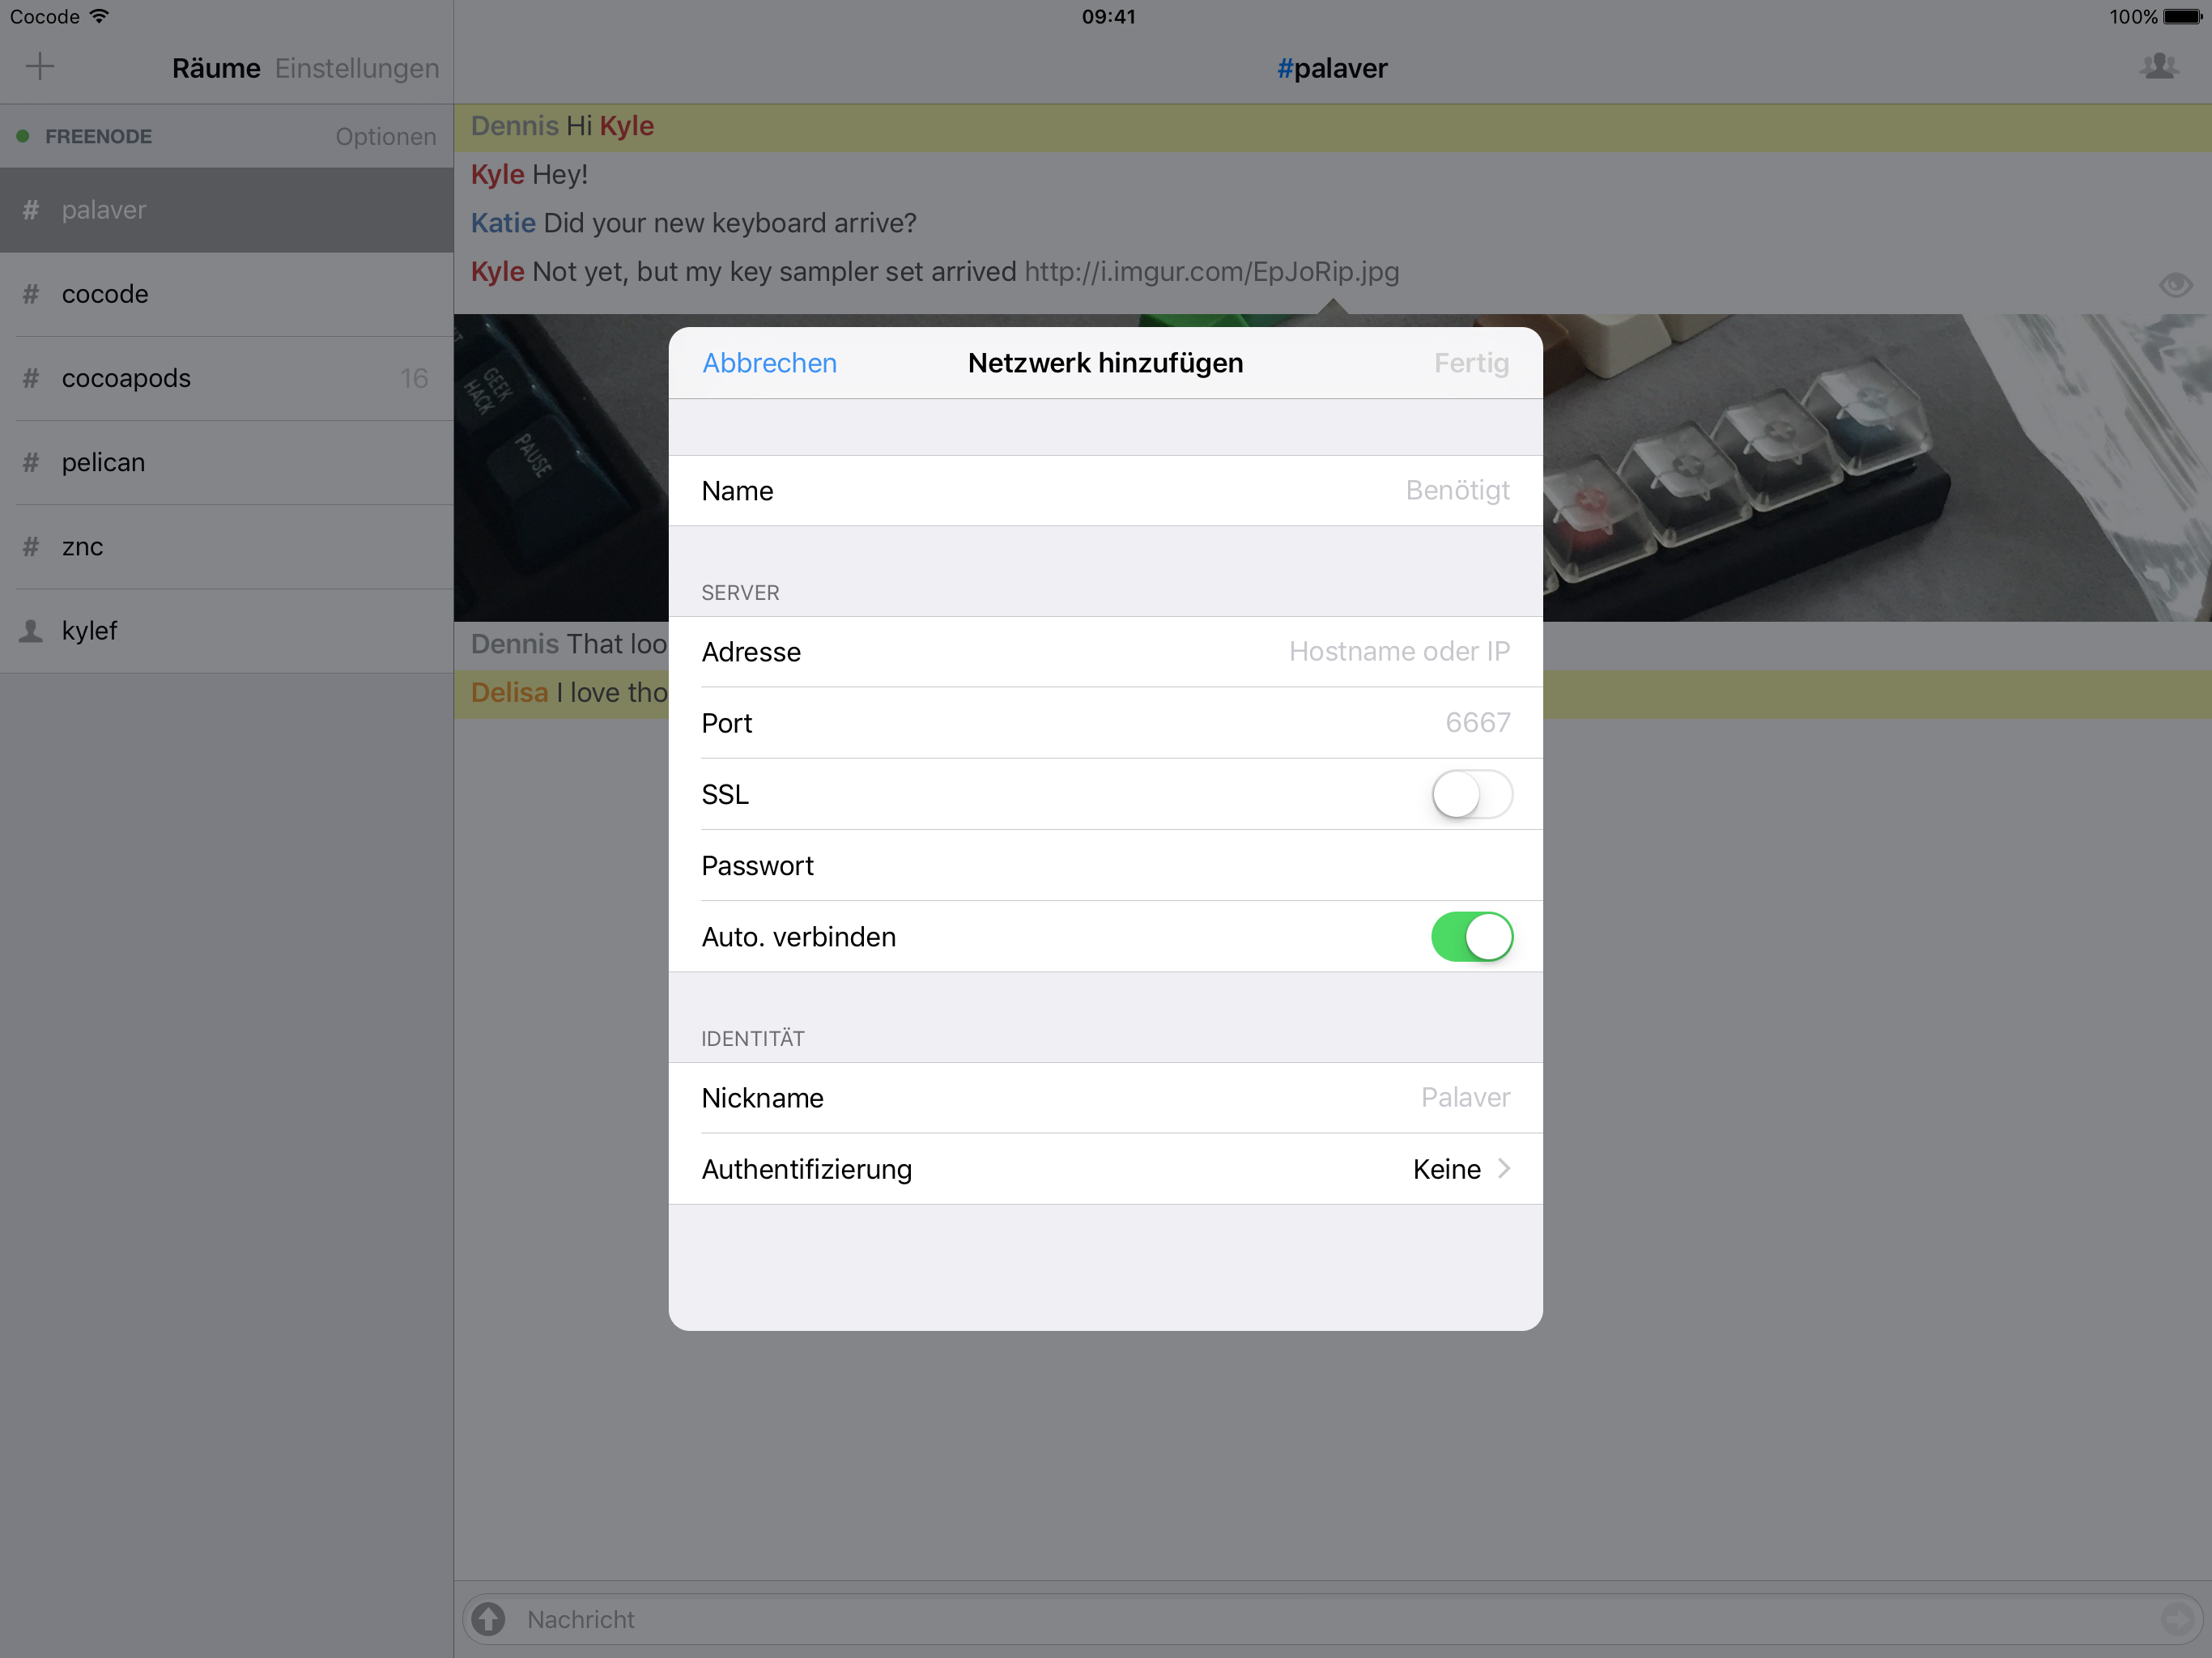 Cocode 09:41 100%
Räume Einstellungen
#palaver
FREENODE Optionen
# palaver
# cocode
# cocoapods 16
# pelican
# znc
kylef
Dennis Hi Kyle
Kyle Hey!
Katie Did your new keyboard arrive?
Kyle Not yet, but my key sampler set arrived http://i.imgur.com/EpJoRip.jpg
GEEK
HACK
PAUSE
Dennis That loo
Delisa I love tho
Abbrechen Netzwerk hinzufügen Fertig
Name Benötigt
SERVER
Adresse Hostname oder IP
Port 6667
SSL
Passwort
Auto. verbinden
IDENTITÄT
Nickname Palaver
Authentifizierung Keine
Nachricht